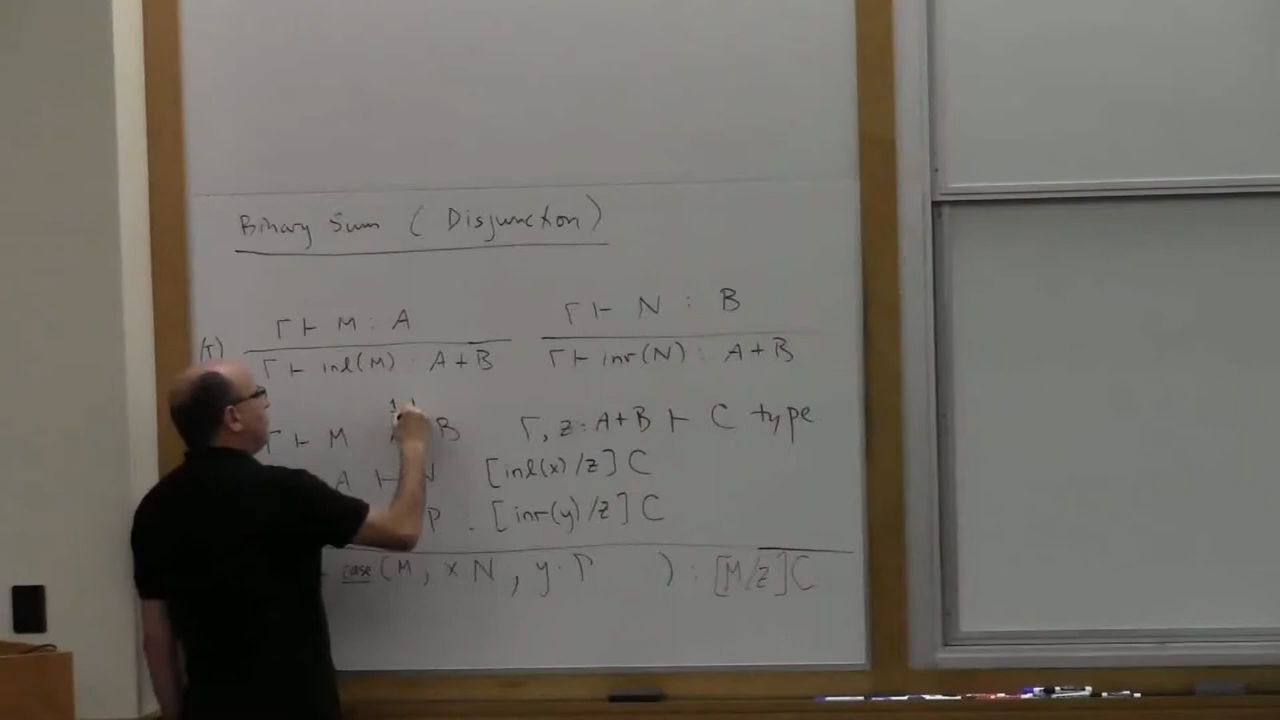 Binary Sum (Disjunction)
Γ ⊢ M : A Γ ⊢ N : B
(I)
Γ ⊢ inl(M) : A + B Γ ⊢ inr(N) : A + B
Γ ⊢ M B Γ, z : A + B ⊢ C type
A ⊢ N [inl(x)/z] C
P [inr(y)/z] C
case (M, x N, y. P ) : [M/z] C